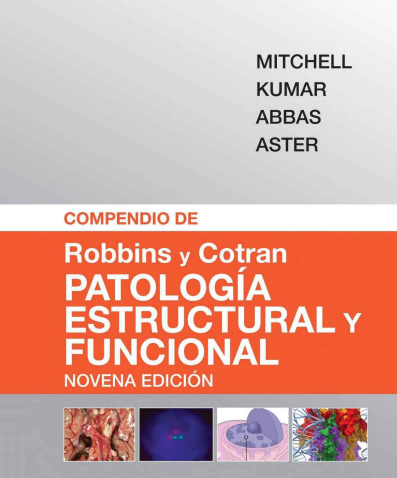 MITCHELL
KUMAR
ABBAS
ASTER
COMPENDIO DE
Robbins y Cotran
PATOLOGÍA
ESTRUCTURAL Y
FUNCIONAL
NOVENA EDICIÓN